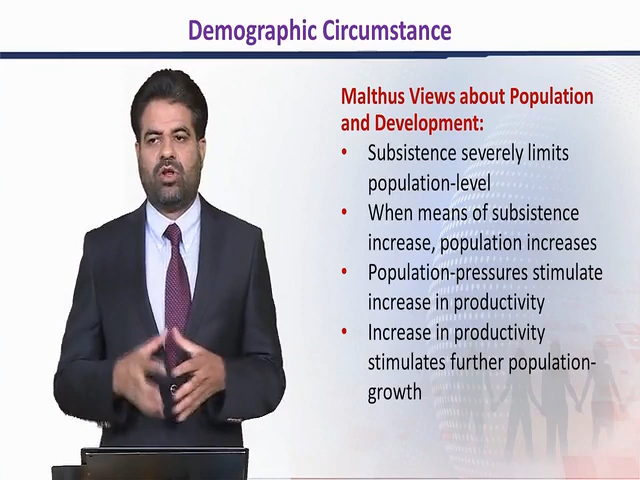 Demographic Circumstance
Malthus Views about Population
and Development:
• Subsistence severely limits
population-level
• When means of subsistence
increase, population increases
• Population-pressures stimulate
increase in productivity
• Increase in productivity
stimulates further population-
growth